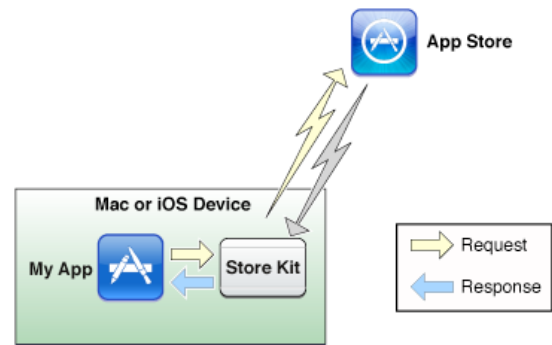 App Store
Mac or iOS Device
My App
Store Kit
Request
Response